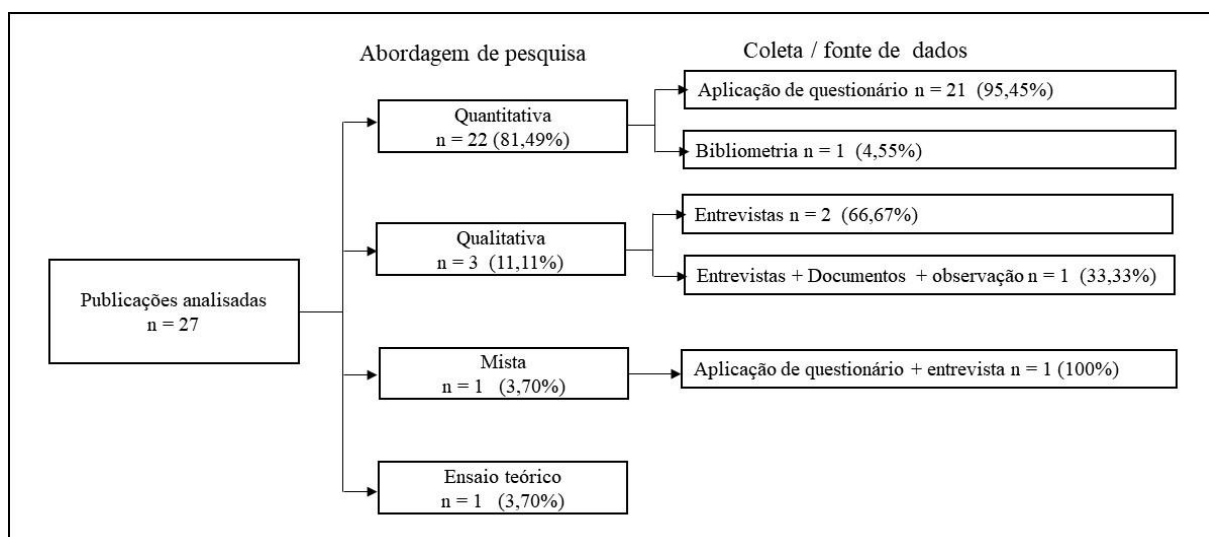 Abordagem de pesquisa
Coleta / fonte de dados
Publicações analisadas
n = 27
Quantitativa
n = 22 (81,49%)
Aplicação de questionário n = 21 (95,45%)
Bibliometria n = 1 (4,55%)
Qualitativa
n = 3 (11,11%)
Entrevistas n = 2 (66,67%)
Entrevistas + Documentos + observação n = 1 (33,33%)
Mista
n = 1 (3,70%)
Aplicação de questionário + entrevista n = 1 (100%)
Ensaio teórico
n = 1 (3,70%)